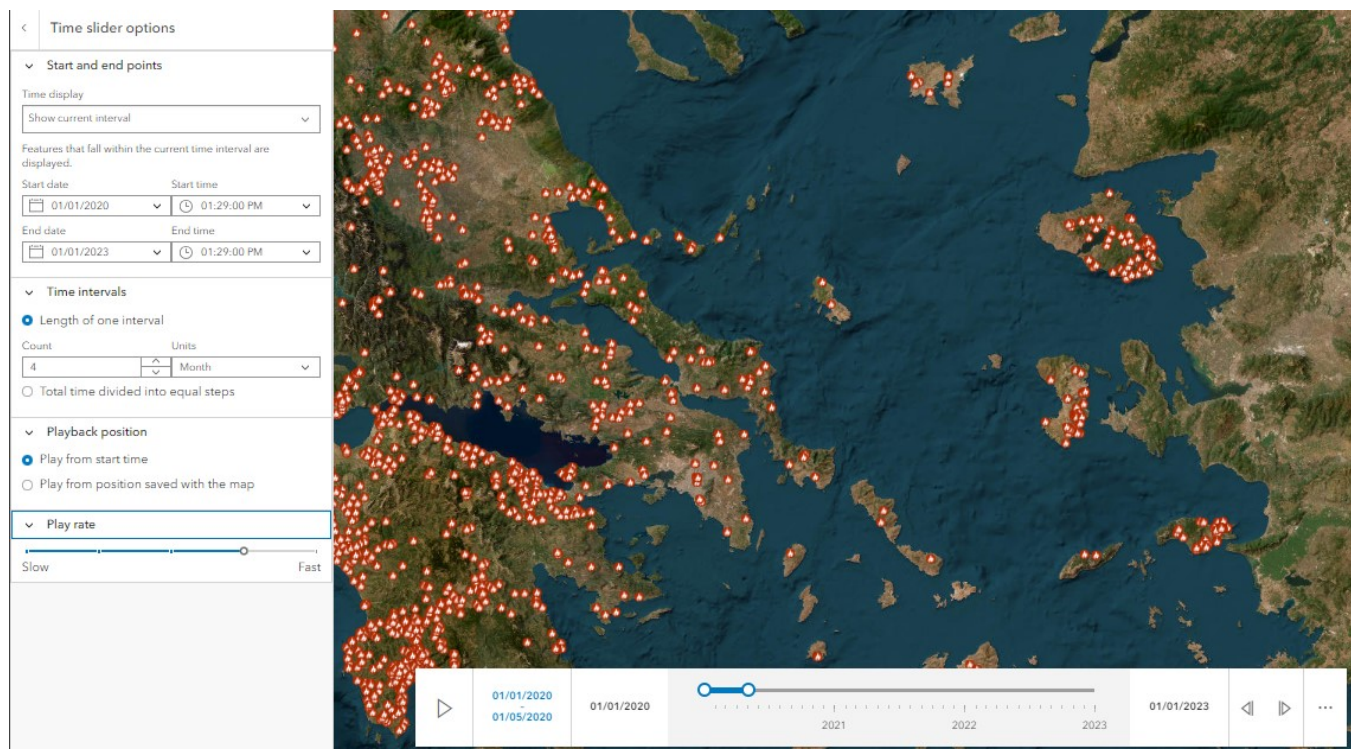 Time slider options
Start and end points
Time display
Show current interval
Features that fall within the current time interval are
displayed.
Start date Start time
01/01/2020 01:29:00 PM
End date End time
01/01/2023 01:29:00 PM
Time intervals
Length of one interval
Count Units
4 Month
Total time divided into equal steps
Playback position
Play from start time
Play from position saved with the map
Play rate
Slow Fast
01/01/2020
-
01/05/2020
01/01/2020
2021 2022 2023
01/01/2023